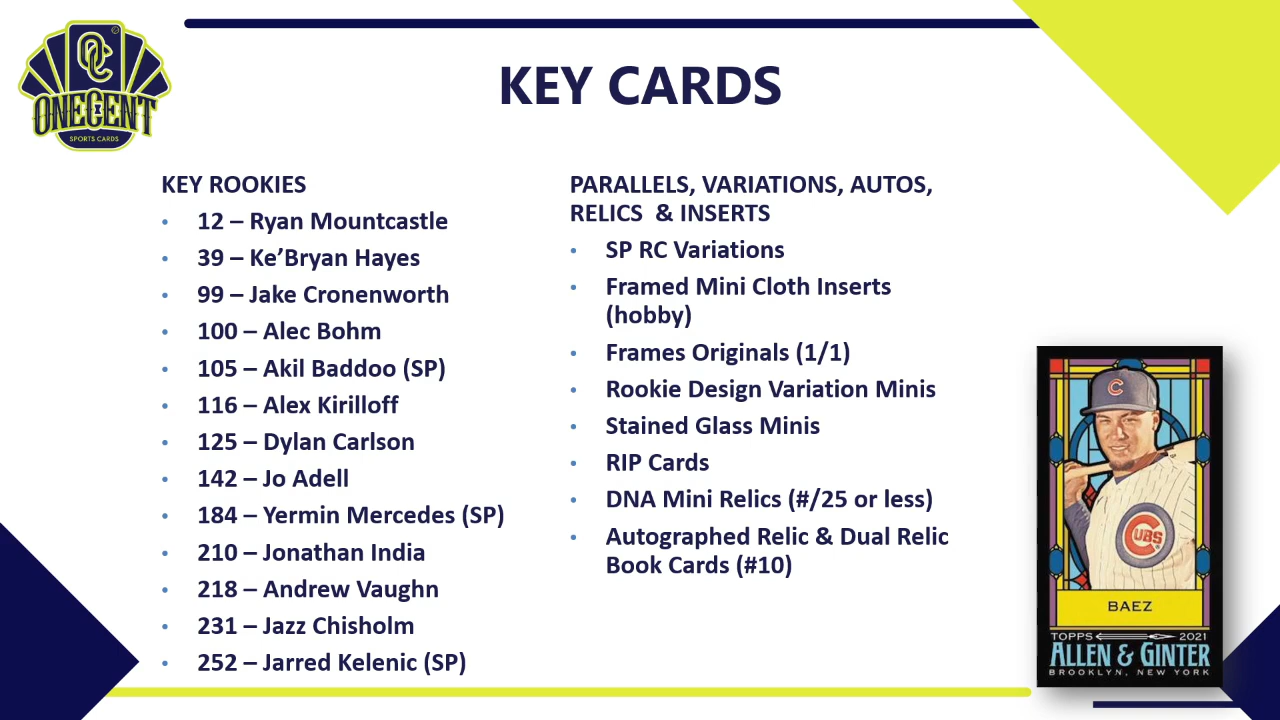 OC
ONECENT
SPORTS CARDS
KEY CARDS
KEY ROOKIES
• 12 – Ryan Mountcastle
• 39 – Ke’Bryan Hayes
• 99 – Jake Cronenworth
• 100 – Alec Bohm
• 105 – Akil Baddoo (SP)
• 116 – Alex Kirilloff
• 125 – Dylan Carlson
• 142 – Jo Adell
• 184 – Yermin Mercedes (SP)
• 210 – Jonathan India
• 218 – Andrew Vaughn
• 231 – Jazz Chisholm
• 252 – Jarred Kelenic (SP)
PARALLELS, VARIATIONS, AUTOS,
RELICS & INSERTS
• SP RC Variations
• Framed Mini Cloth Inserts
(hobby)
• Frames Originals (1/1)
• Rookie Design Variation Minis
• Stained Glass Minis
• RIP Cards
• DNA Mini Relics (#/25 or less)
• Autographed Relic & Dual Relic
Book Cards (#10)
C
CUBS
BAEZ
TOPPS 2021
ALLEN & GINTER
BROOKLYN, NEW YORK